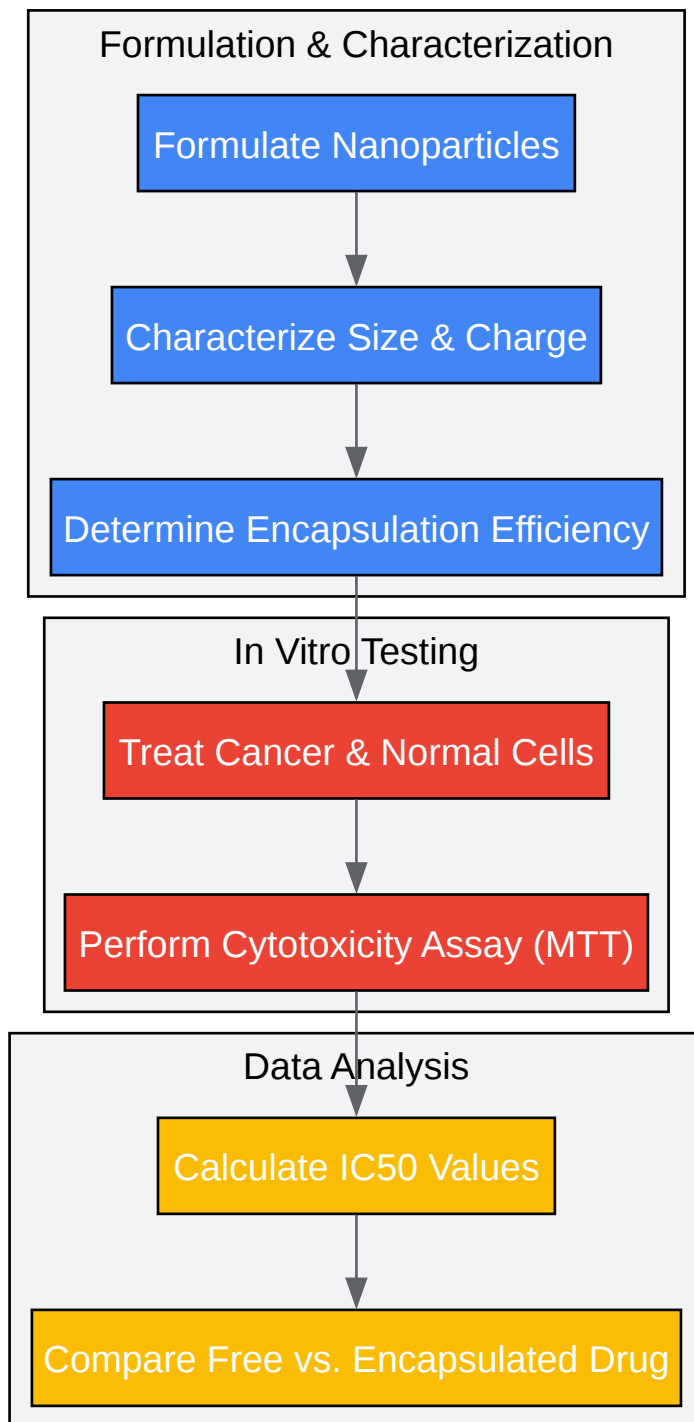 Formulation & Characterization
Formulate Nanoparticles
Characterize Size & Charge
Determine Encapsulation Efficiency
In Vitro Testing
Treat Cancer & Normal Cells
Perform Cytotoxicity Assay (MTT)
Data Analysis
Calculate IC50 Values
Compare Free vs. Encapsulated Drug